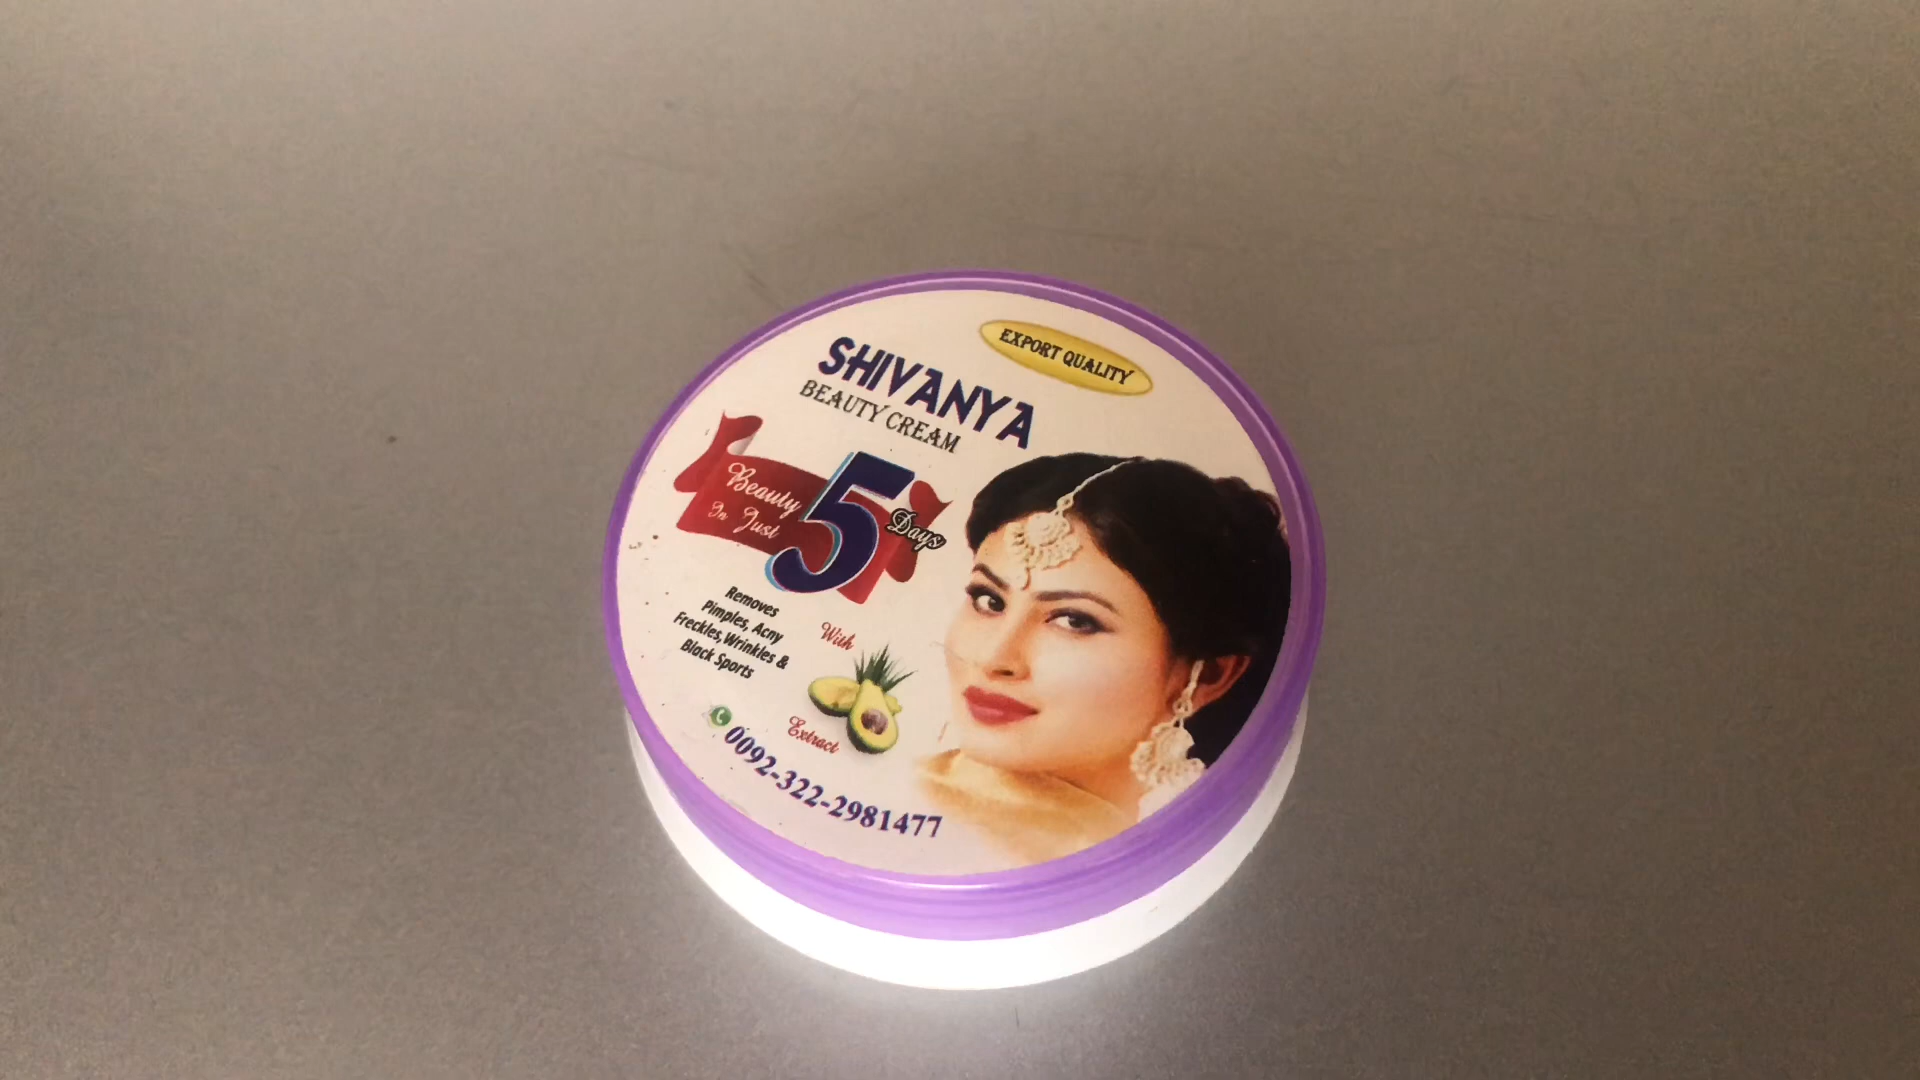 EXPORT QUALITY
SHIVANYA
BEAUTY CREAM
Beauty
In Just
5
Days
Removes
Pimples, Acny
Freckles,Wrinkles &
Black Sports
With
Extract
0092-322-2981477